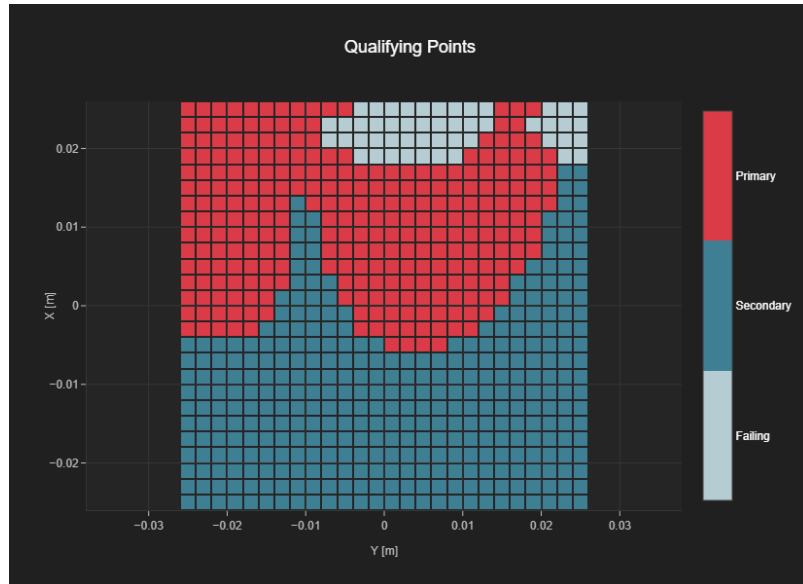 Qualifying Points
Primary
Secondary
Failing
X [m]
0.02
0.01
0
−0.01
−0.02
−0.03
−0.02
−0.01
0
0.01
0.02
0.03
Y [m]